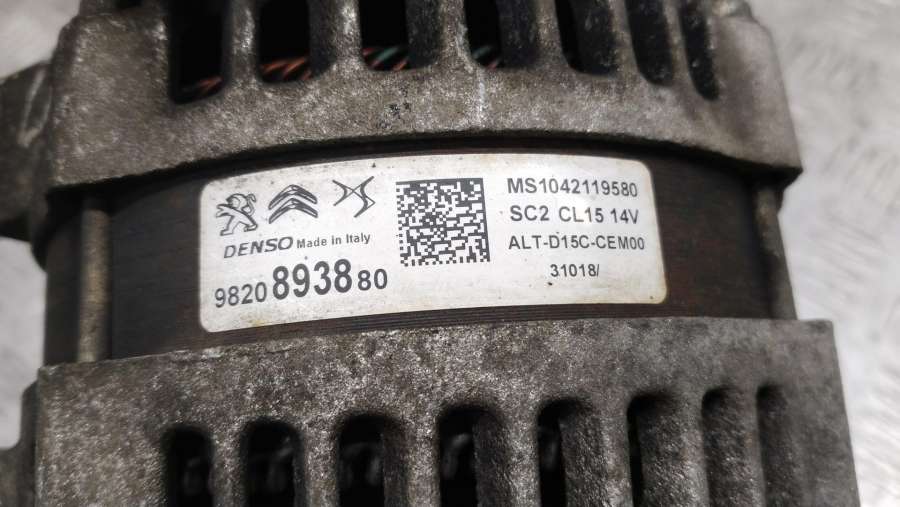 DENSO Made in Italy
9820893880
MS1042119580
SC2 CL15 14V
ALT-D15C-CEM00
31018/